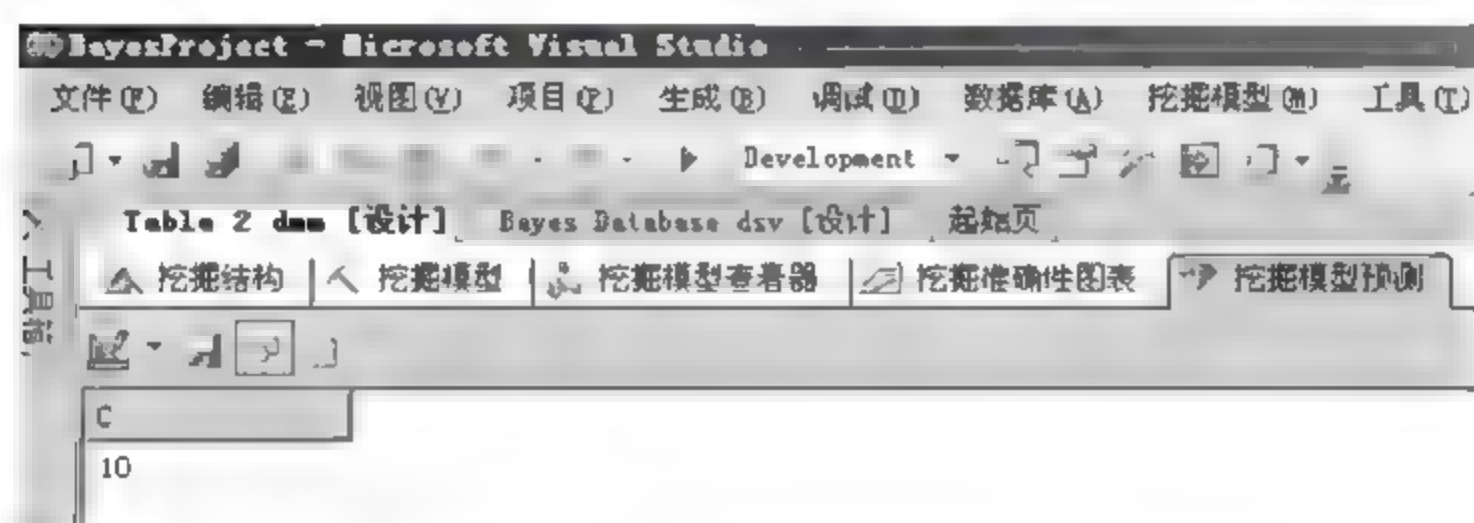 BayesProject - Microsoft Visual Studio
文件(F) 编辑(E) 视图(V) 项目(P) 生成(B) 调试(D) 数据库(A) 挖掘模型(M) 工具(T)
Development
Table 2 dmm [设计] Bayes Database dsv [设计] 起始页
工具箱
挖掘结构 挖掘模型 挖掘模型查看器 挖掘准确性图表 挖掘模型预测
C
10